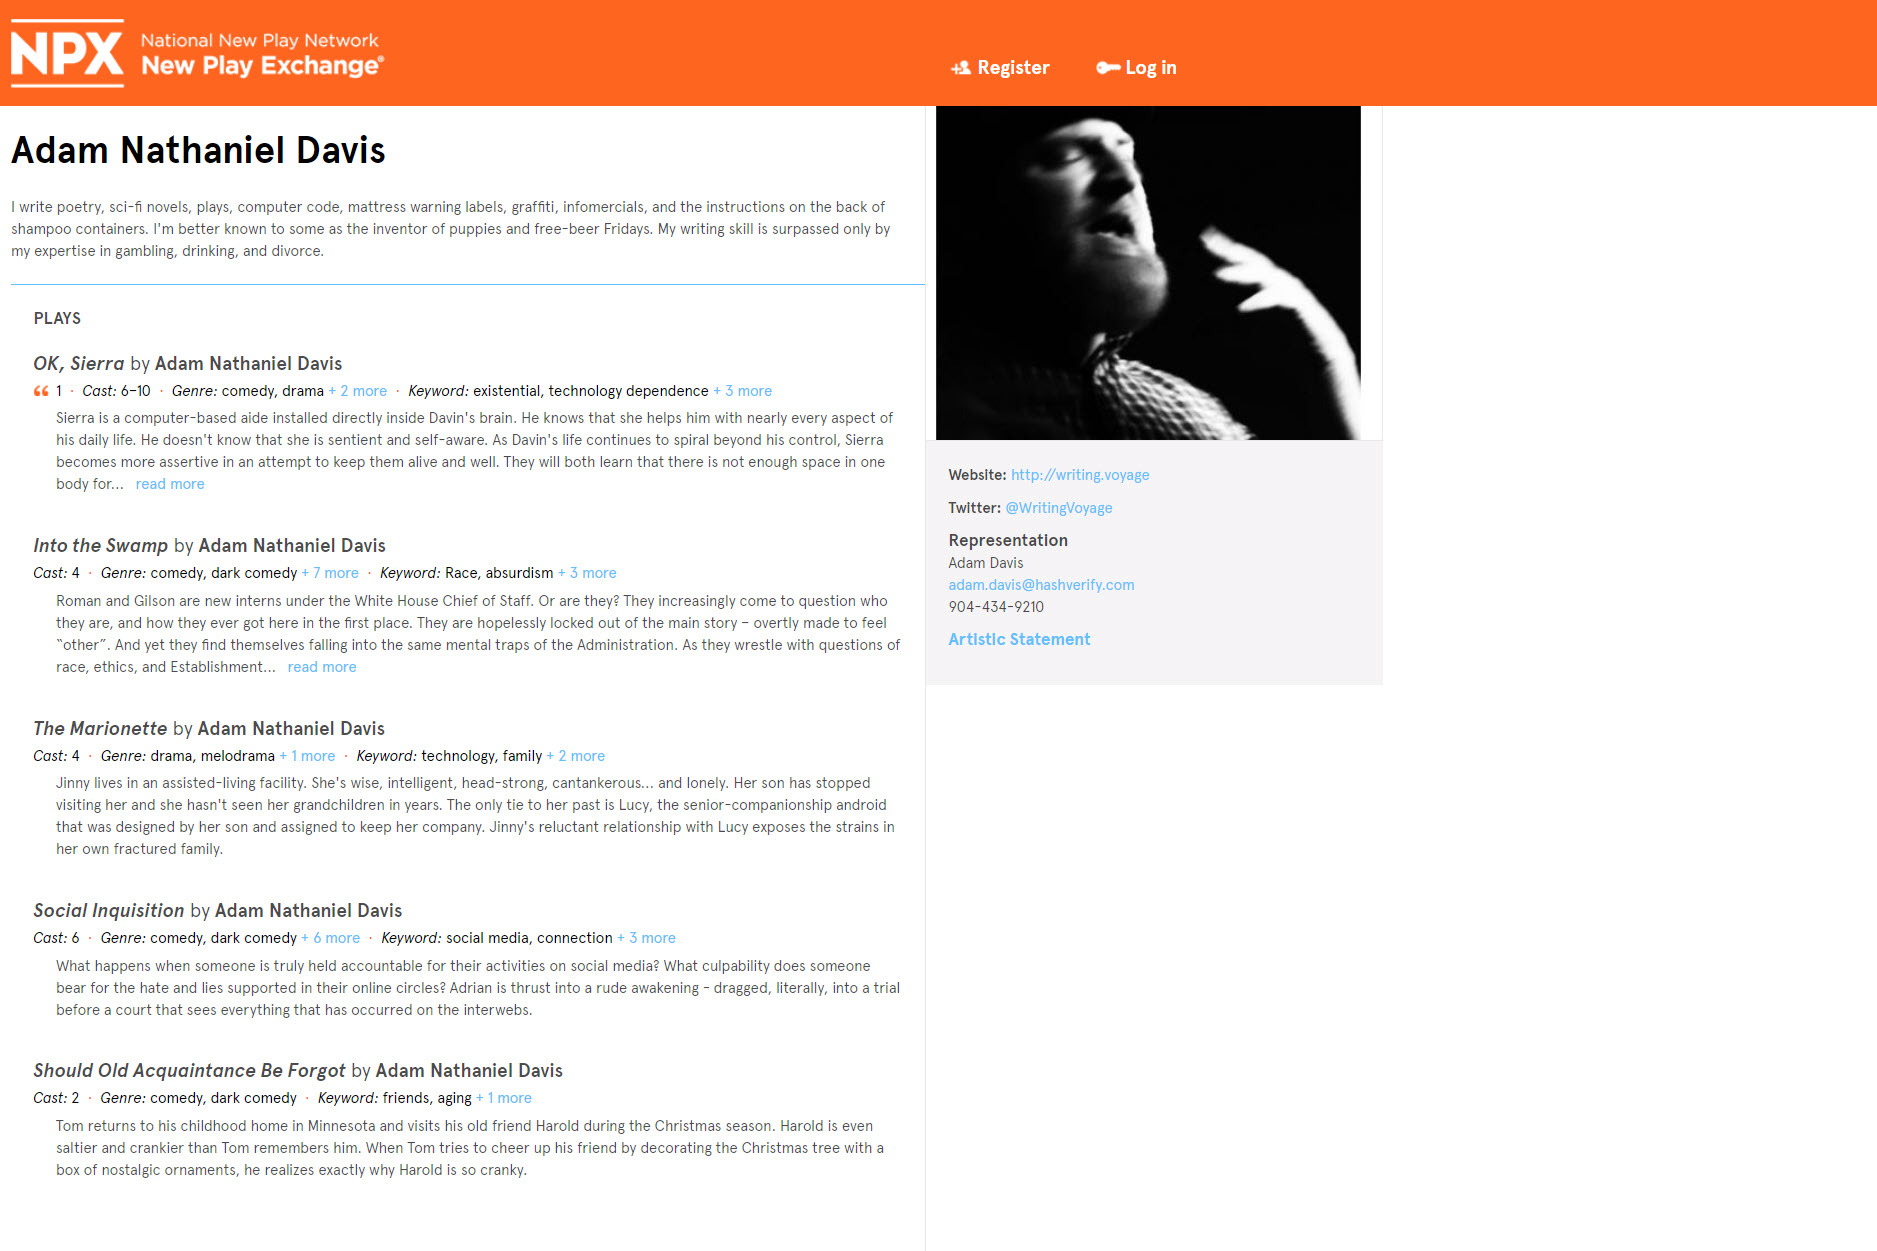 NPX National New Play Network
New Play Exchange®
Register Log in
Adam Nathaniel Davis
I write poetry, sci-fi novels, plays, computer code, mattress warning labels, graffiti, infomercials, and the instructions on the back of
shampoo containers. I'm better known to some as the inventor of puppies and free-beer Fridays. My writing skill is surpassed only by
my expertise in gambling, drinking, and divorce.
PLAYS
OK, Sierra by Adam Nathaniel Davis
“ 1 · Cast: 6–10 · Genre: comedy, drama + 2 more · Keyword: existential, technology dependence + 3 more
Sierra is a computer-based aide installed directly inside Davin's brain. He knows that she helps him with nearly every aspect of
his daily life. He doesn't know that she is sentient and self-aware. As Davin's life continues to spiral beyond his control, Sierra
becomes more assertive in an attempt to keep them alive and well. They will both learn that there is not enough space in one
body for... read more
Into the Swamp by Adam Nathaniel Davis
Cast: 4 · Genre: comedy, dark comedy + 7 more · Keyword: Race, absurdism + 3 more
Roman and Gilson are new interns under the White House Chief of Staff. Or are they? They increasingly come to question who
they are, and how they ever got here in the first place. They are hopelessly locked out of the main story – overtly made to feel
“other”. And yet they find themselves falling into the same mental traps of the Administration. As they wrestle with questions of
race, ethics, and Establishment... read more
The Marionette by Adam Nathaniel Davis
Cast: 4 · Genre: drama, melodrama + 1 more · Keyword: technology, family + 2 more
Jinny lives in an assisted-living facility. She's wise, intelligent, head-strong, cantankerous... and lonely. Her son has stopped
visiting her and she hasn't seen her grandchildren in years. The only tie to her past is Lucy, the senior-companionship android
that was designed by her son and assigned to keep her company. Jinny's reluctant relationship with Lucy exposes the strains in
her own fractured family.
Social Inquisition by Adam Nathaniel Davis
Cast: 6 · Genre: comedy, dark comedy + 6 more · Keyword: social media, connection + 3 more
What happens when someone is truly held accountable for their activities on social media? What culpability does someone
bear for the hate and lies supported in their online circles? Adrian is thrust into a rude awakening – dragged, literally, into a trial
before a court that sees everything that has occurred on the interwebs.
Should Old Acquaintance Be Forgot by Adam Nathaniel Davis
Cast: 2 · Genre: comedy, dark comedy · Keyword: friends, aging + 1 more
Tom returns to his childhood home in Minnesota and visits his old friend Harold during the Christmas season. Harold is even
saltier and crankier than Tom remembers him. When Tom tries to cheer up his friend by decorating the Christmas tree with a
box of nostalgic ornaments, he realizes exactly why Harold is so cranky.
Website: http://writing.voyage
Twitter: @WritingVoyage
Representation
Adam Davis
adam.davis@hashverify.com
904-434-9210
Artistic Statement